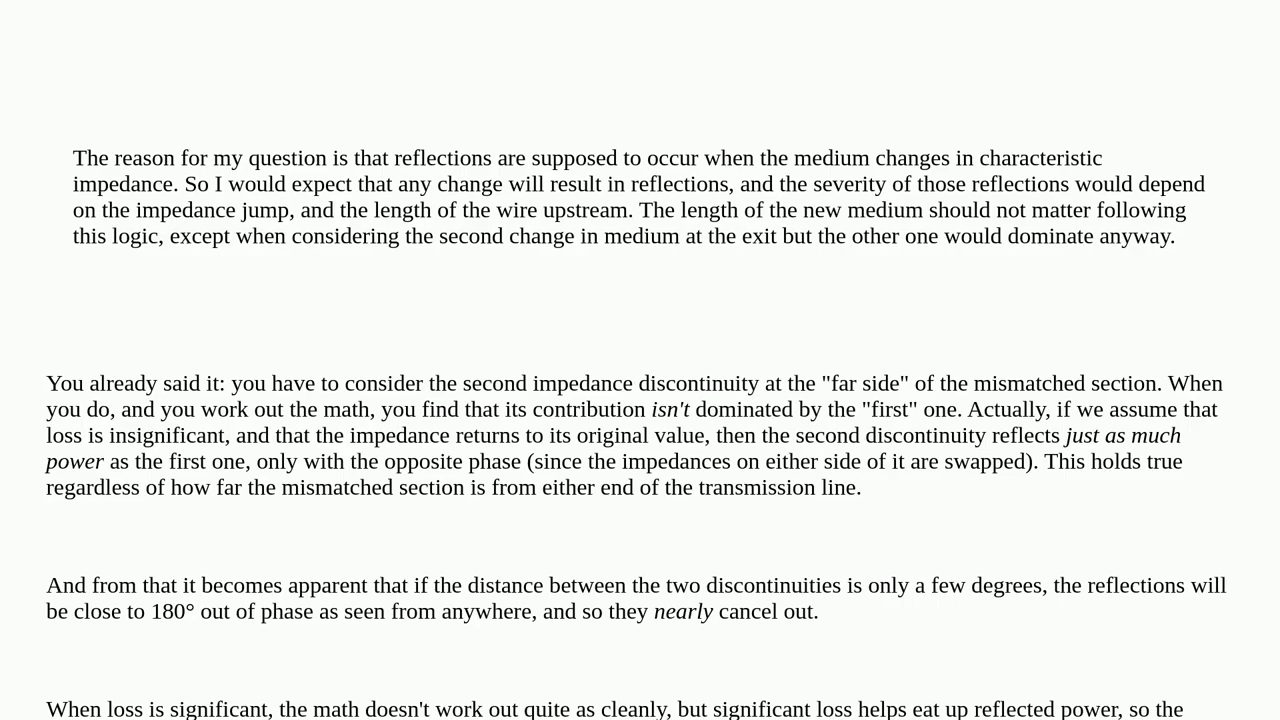 The reason for my question is that reflections are supposed to occur when the medium changes in characteristic
impedance. So I would expect that any change will result in reflections, and the severity of those reflections would depend
on the impedance jump, and the length of the wire upstream. The length of the new medium should not matter following
this logic, except when considering the second change in medium at the exit but the other one would dominate anyway.
You already said it: you have to consider the second impedance discontinuity at the "far side" of the mismatched section. When
you do, and you work out the math, you find that its contribution isn't dominated by the "first" one. Actually, if we assume that
loss is insignificant, and that the impedance returns to its original value, then the second discontinuity reflects just as much
power as the first one, only with the opposite phase (since the impedances on either side of it are swapped). This holds true
regardless of how far the mismatched section is from either end of the transmission line.
And from that it becomes apparent that if the distance between the two discontinuities is only a few degrees, the reflections will
be close to 180° out of phase as seen from anywhere, and so they nearly cancel out.
When loss is significant, the math doesn't work out quite as cleanly, but significant loss helps eat up reflected power, so the